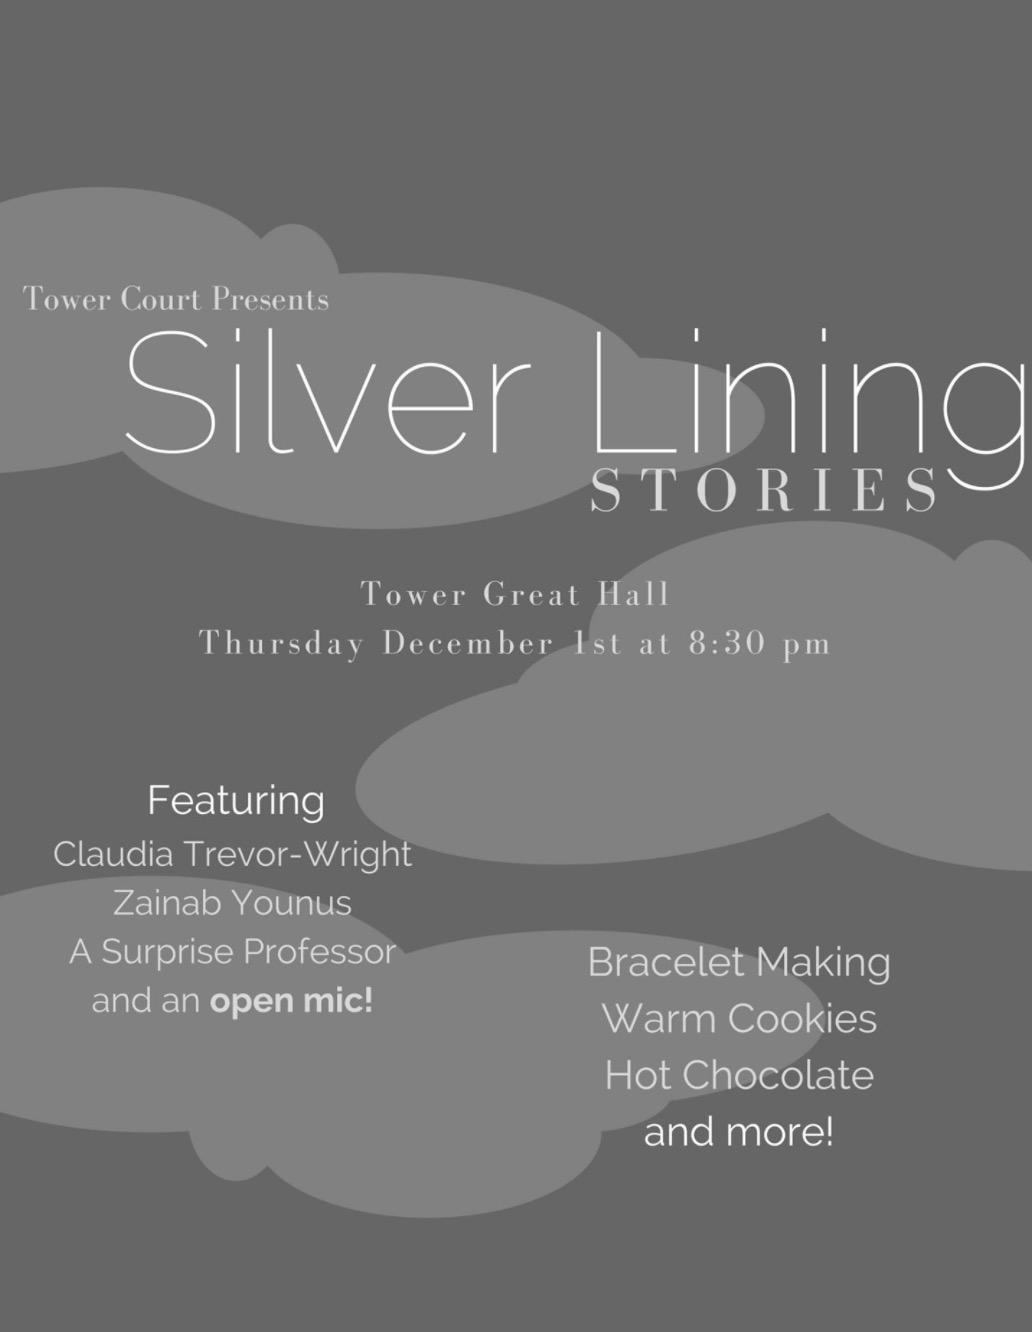 Tower Court Presents
Silver Lining
STORIES
Tower Great Hall
Thursday December 1st at 8:30 pm
Featuring
Claudia Trevor-Wright
Zainab Younus
A Surprise Professor
and an open mic!
Bracelet Making
Warm Cookies
Hot Chocolate
and more!